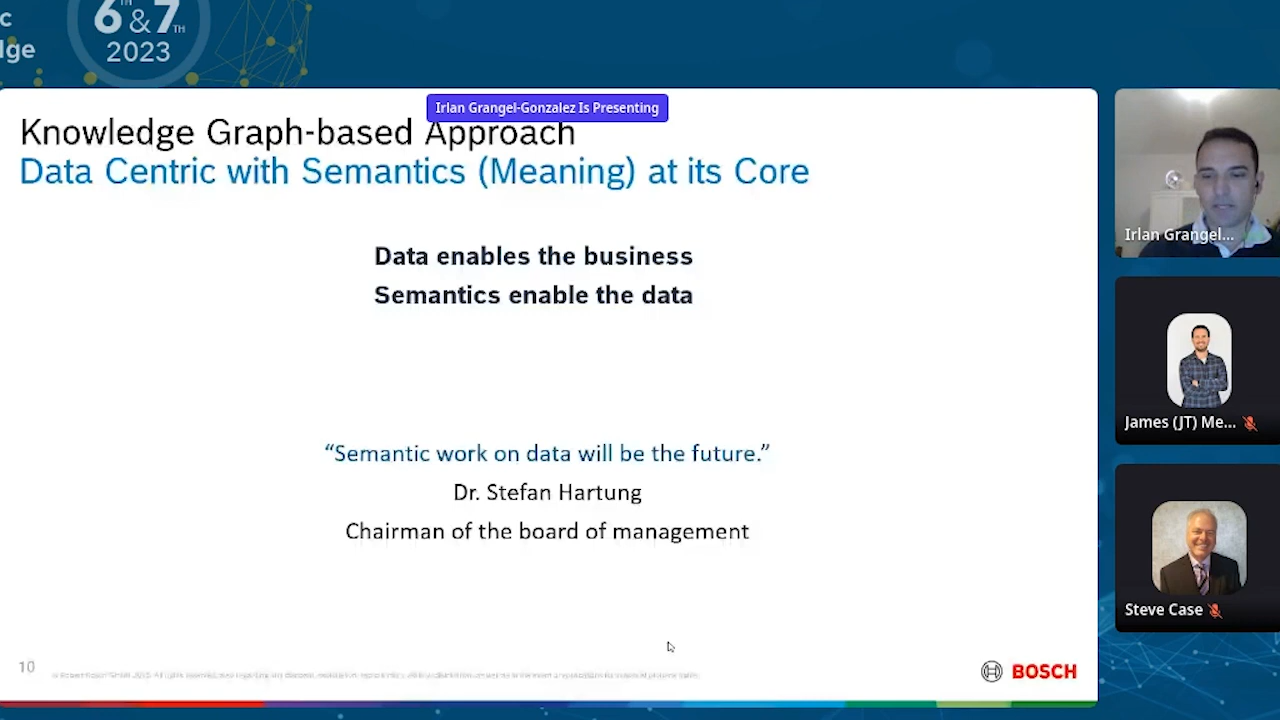 c
lge
6TH&7TH
2023
Irlan Grangel-Gonzalez Is Presenting
Knowledge Graph-based Approach
Data Centric with Semantics (Meaning) at its Core
Data enables the business
Semantics enable the data
“Semantic work on data will be the future.”
Dr. Stefan Hartung
Chairman of the board of management
10
BOSCH
Irlan Grangel...
James (JT) Me...
Steve Case